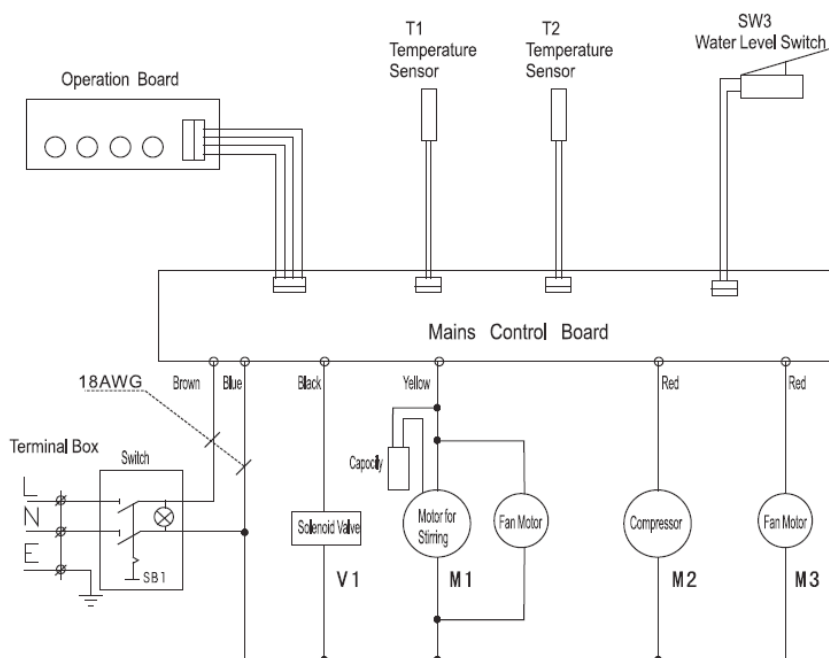 T1
Temperature
Sensor
T2
Temperature
Sensor
SW3
Water Level Switch
Operation Board
Mains Control Board
18AWG
Brown
Blue
Black
Yellow
Red
Red
Terminal Box
Switch
L
N
E
SB1
Capocily
Solenoid Valve
Motor for
Stirring
Fan Motor
Compressor
Fan Motor
V1
M1
M2
M3